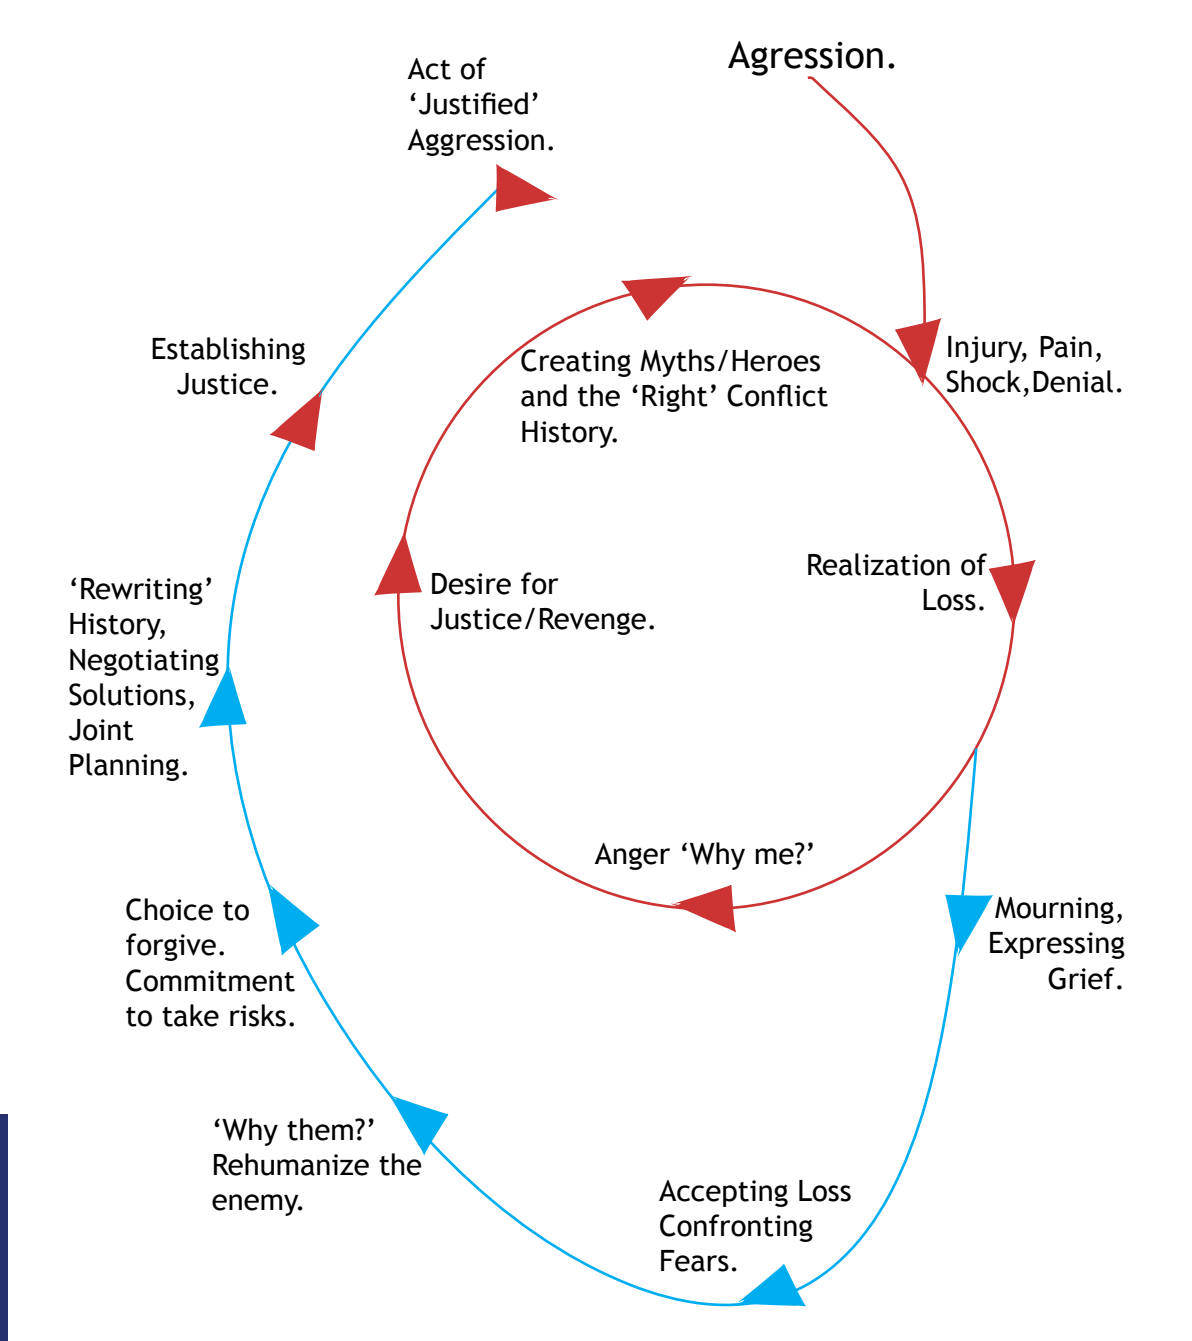 Agression.
Act of
‘Justified’
Aggression.
Injury, Pain,
Shock,Denial.
Establishing
Justice.
Creating Myths/Heroes
and the ‘Right’ Conflict
History.
Realization of
Loss.
Desire for
Justice/Revenge.
‘Rewriting’
History,
Negotiating
Solutions,
Joint
Planning.
Anger ‘Why me?’
Mourning,
Expressing
Grief.
Choice to
forgive.
Commitment
to take risks.
‘Why them?’
Rehumanize the
enemy.
Accepting Loss
Confronting
Fears.